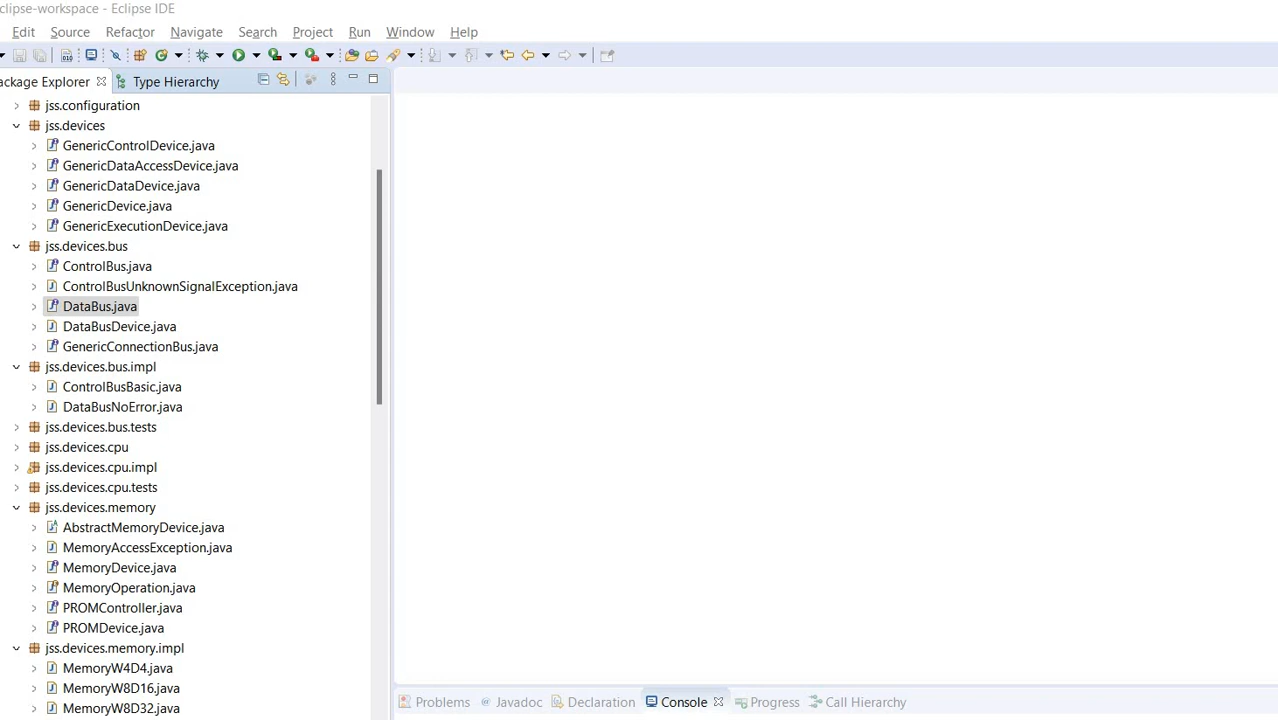 clipse-workspace - Eclipse IDE
Edit Source Refactor Navigate Search Project Run Window Help
ackage Explorer Type Hierarchy
jss.configuration
jss.devices
GenericControlDevice.java
GenericDataAccessDevice.java
GenericDataDevice.java
GenericDevice.java
GenericExecutionDevice.java
jss.devices.bus
ControlBus.java
ControlBusUnknownSignalException.java
DataBus.java
DataBusDevice.java
GenericConnectionBus.java
jss.devices.bus.impl
ControlBusBasic.java
DataBusNoError.java
jss.devices.bus.tests
jss.devices.cpu
jss.devices.cpu.impl
jss.devices.cpu.tests
jss.devices.memory
AbstractMemoryDevice.java
MemoryAccessException.java
MemoryDevice.java
MemoryOperation.java
PROMController.java
PROMDevice.java
jss.devices.memory.impl
MemoryW4D4.java
MemoryW8D16.java
MemoryW8D32.java
Problems Javadoc Declaration Console Progress Call Hierarchy